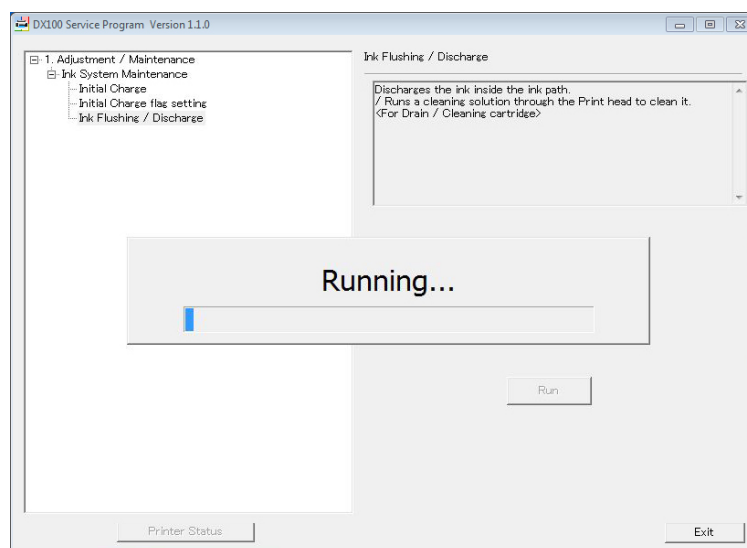 DX100 Service Program Version 1.1.0
1. Adjustment / Maintenance
Ink System Maintenance
Initial Charge
Initial Charge flag setting
Ink Flushing / Discharge
Ink Flushing / Discharge
Discharges the ink inside the ink path.
/ Runs a cleaning solution through the Print head to clean it.
<For Drain / Cleaning cartridge>
Running...
Run
Printer Status
Exit